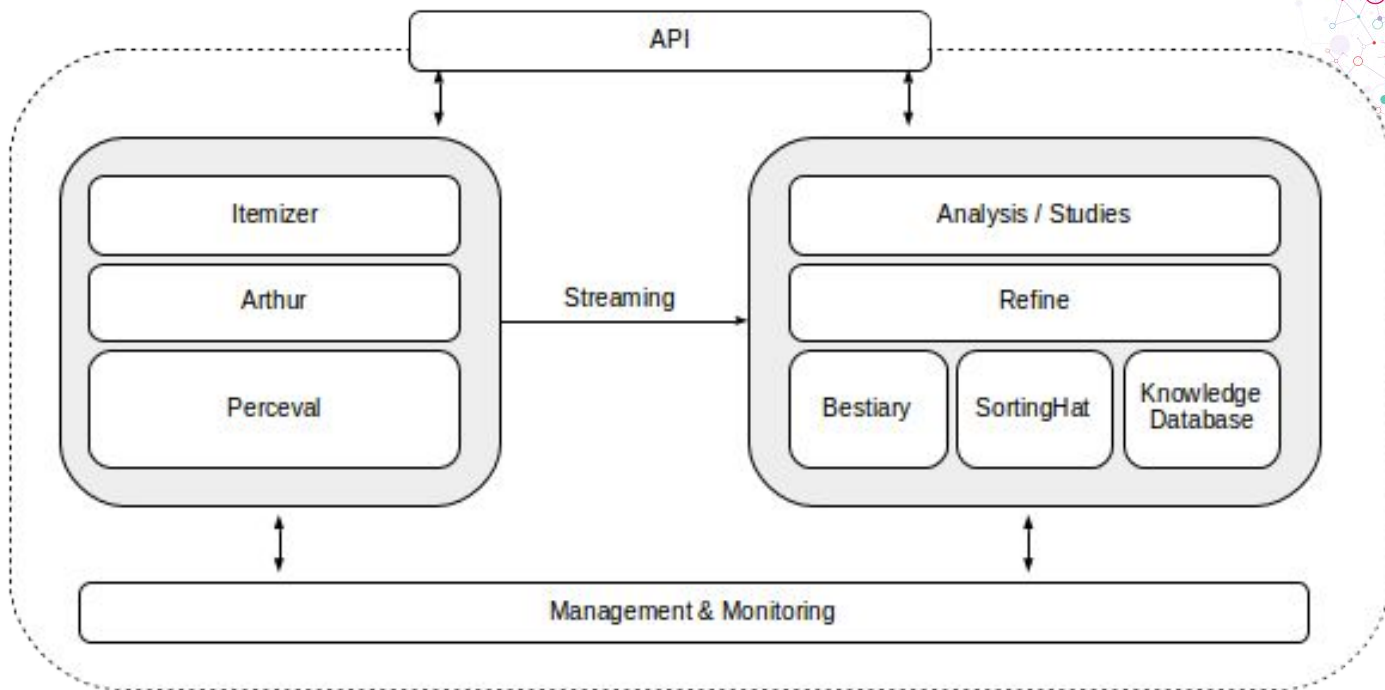 API
Itemizer
Arthur
Perceval
Streaming
Analysis / Studies
Refine
Bestiary
SortingHat
Knowledge
Database
Management & Monitoring